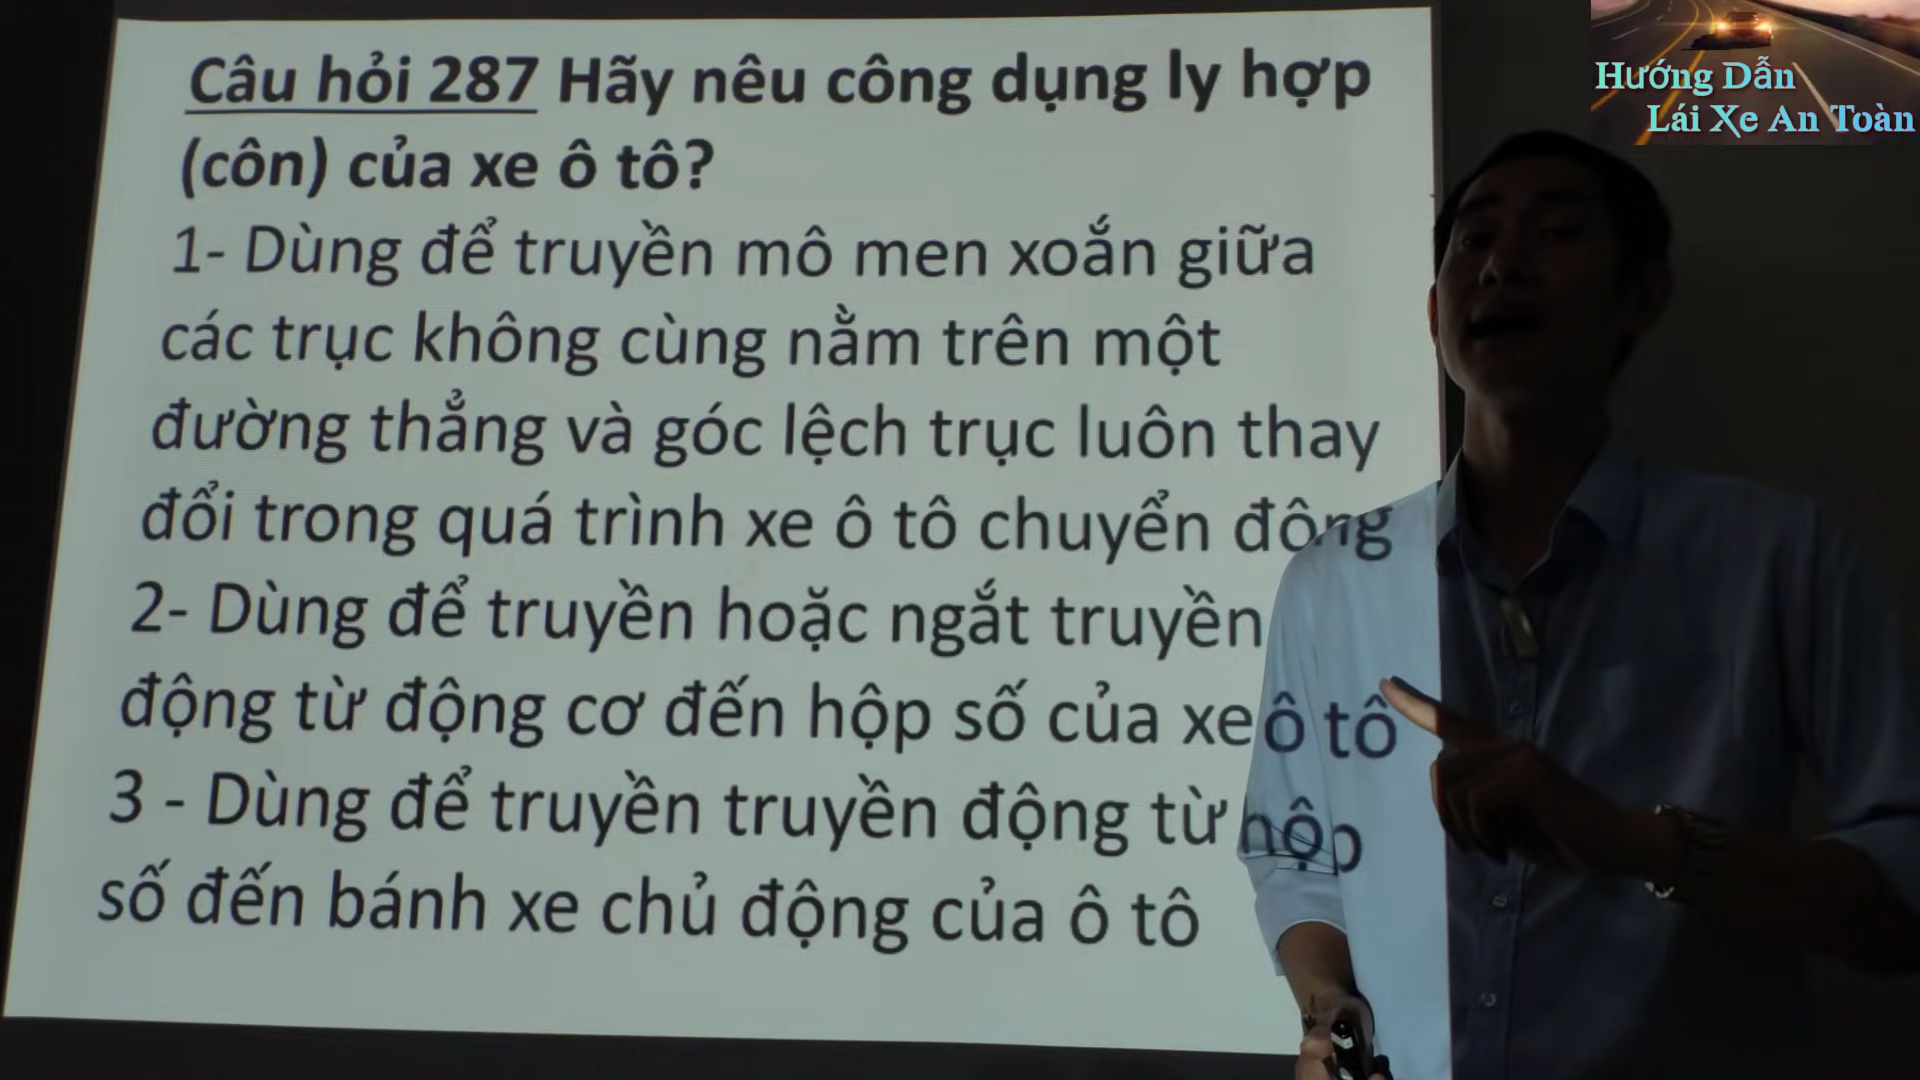 Câu hỏi 287 Hãy nêu công dụng ly hợp
(côn) của xe ô tô?
1- Dùng để truyền mô men xoắn giữa
các trục không cùng nằm trên một
đường thẳng và góc lệch trục luôn thay
đổi trong quá trình xe ô tô chuyển động
2- Dùng để truyền hoặc ngắt truyền
động từ động cơ đến hộp số của xe ô tô
3 - Dùng để truyền truyền động từ hộp
số đến bánh xe chủ động của ô tô
Hướng Dẫn
Lái Xe An Toàn